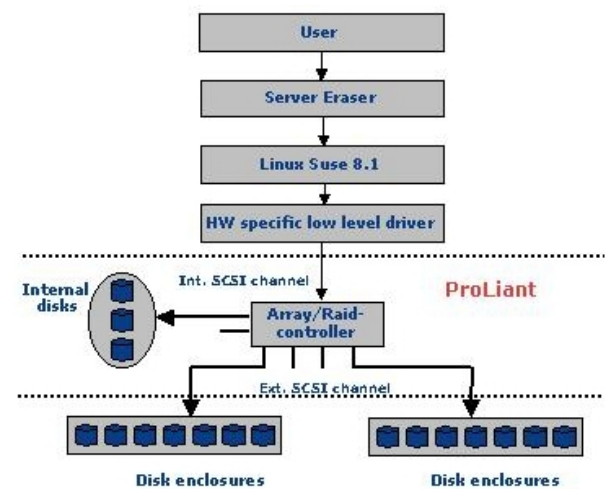 User
Server Eraser
Linux Suse 8.1
HW specific low level driver
Int. SCSI channel
ProLiant
Internal
disks
Array/Raid-
controller
Ext. SCSI channel
Disk enclosures
Disk enclosures